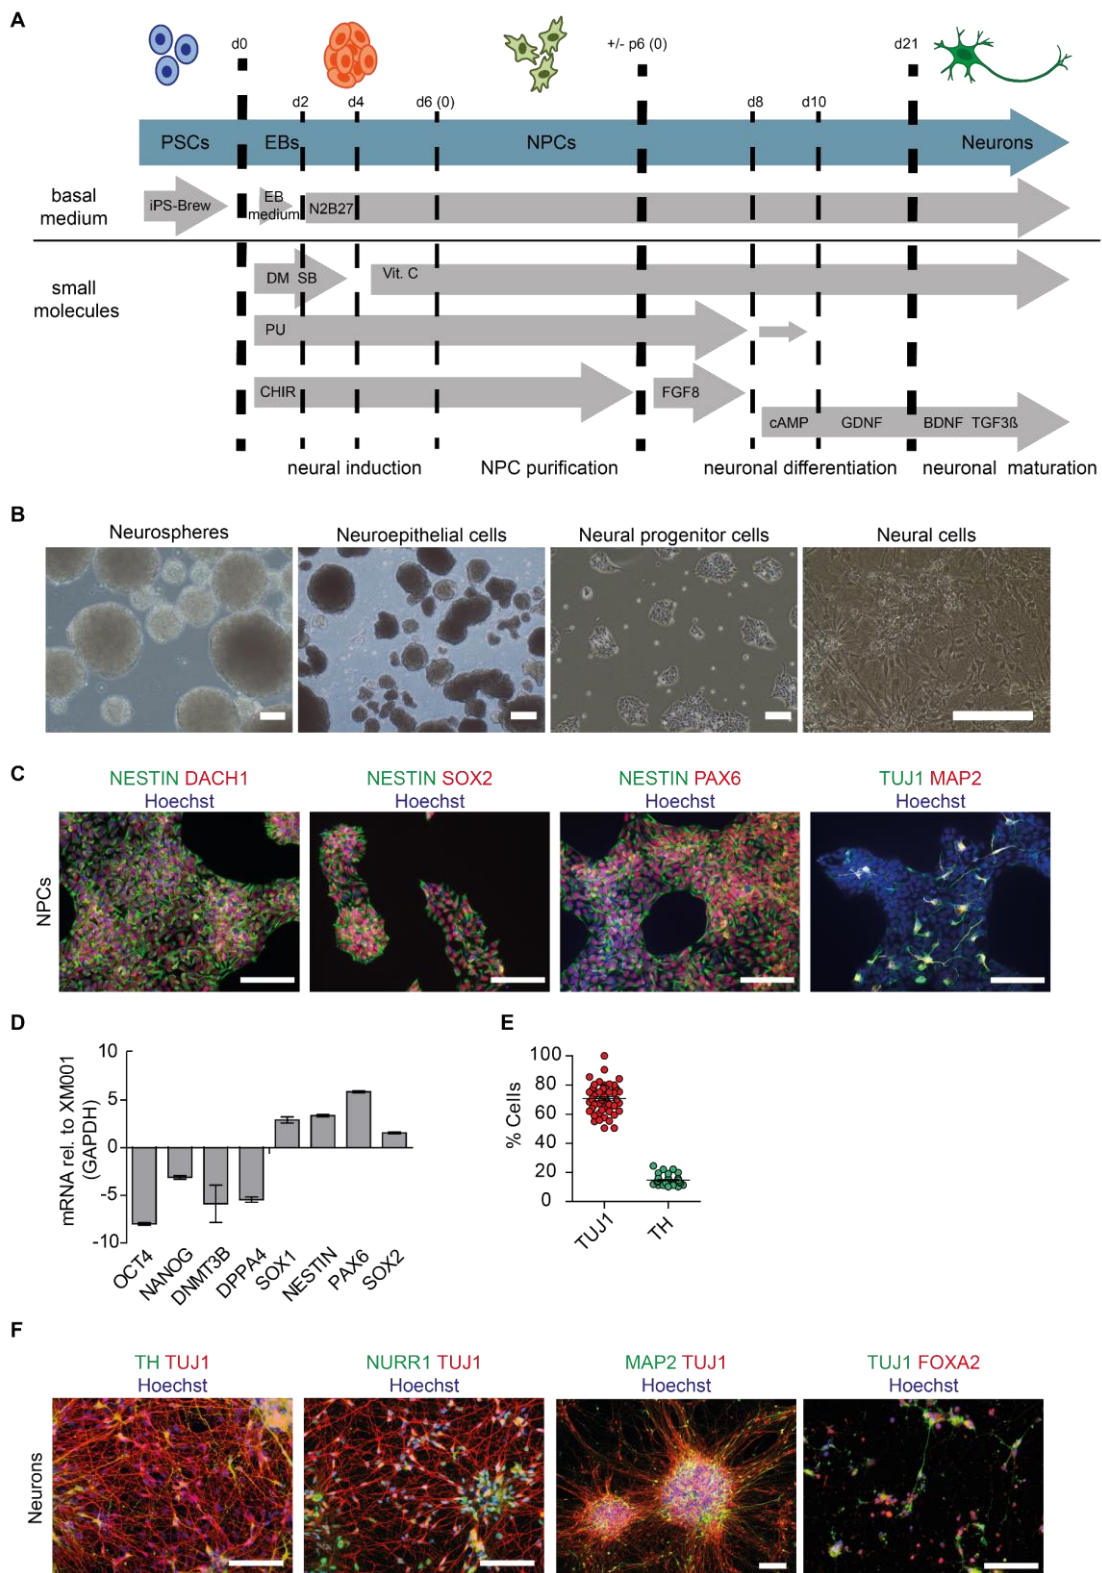 A
d0
+/- p6 (0)
d21
d2
d4
d6 (0)
d8
d10
PSCs
EBs
NPCs
Neurons
basal
medium
iPS-Brew
EB
medium
N2B27
small
molecules
DM SB
Vit. C
PU
CHIR
FGF8
cAMP GDNF BDNF TGF3ß
neural induction
NPC purification
neuronal differentiation
neuronal maturation
B
Neurospheres
Neuroepithelial cells
Neural progenitor cells
Neural cells
C
NESTIN DACH1
Hoechst
NESTIN SOX2
Hoechst
NESTIN PAX6
Hoechst
TUJ1 MAP2
Hoechst
NPCs
D
mRNA rel. to XM001
(GAPDH)
10
5
0
-5
-10
OCT4
NANOG
DNMT3B
DPPA4
SOX1
NESTIN
PAX6
SOX2
E
% Cells
100
80
60
40
20
0
TUJ1
TH
F
TH TUJ1
Hoechst
NURR1 TUJ1
Hoechst
MAP2 TUJ1
Hoechst
TUJ1 FOXA2
Hoechst
Neurons